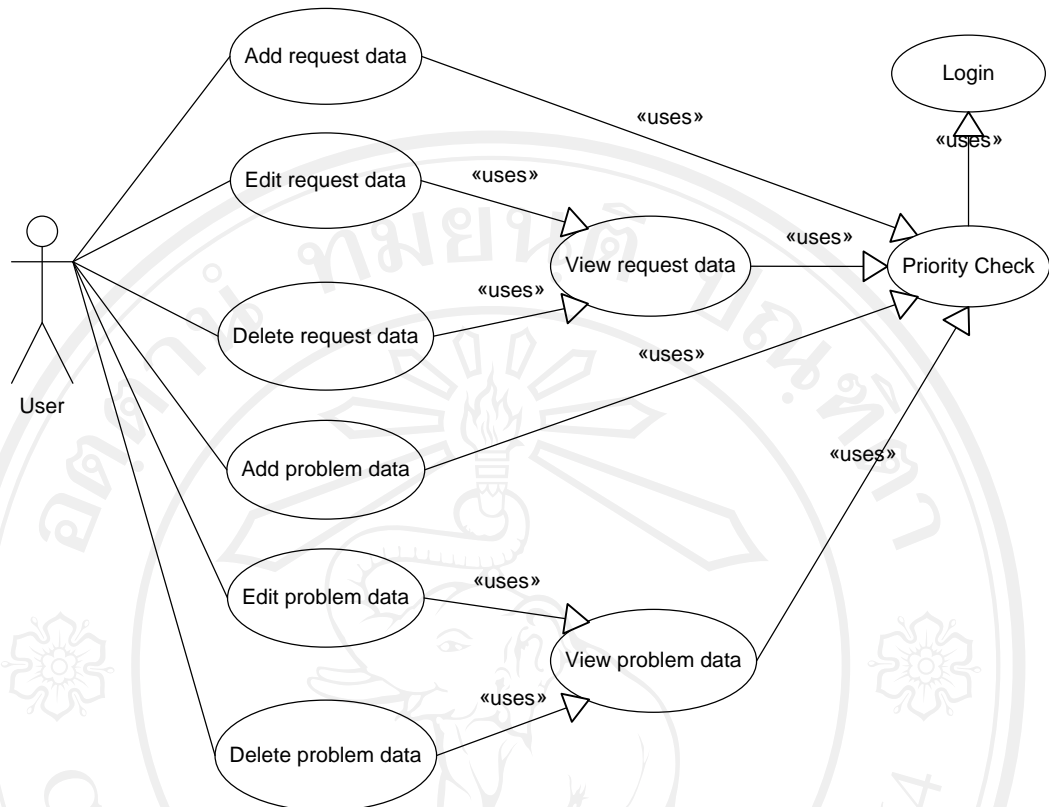 Add request data
Login
«uses»
«uses»
Edit request data
«uses»
«uses»
View request data
Priority Check
«uses»
Delete request data
«uses»
User
Add problem data
«uses»
Edit problem data
«uses»
View problem data
«uses»
Delete problem data